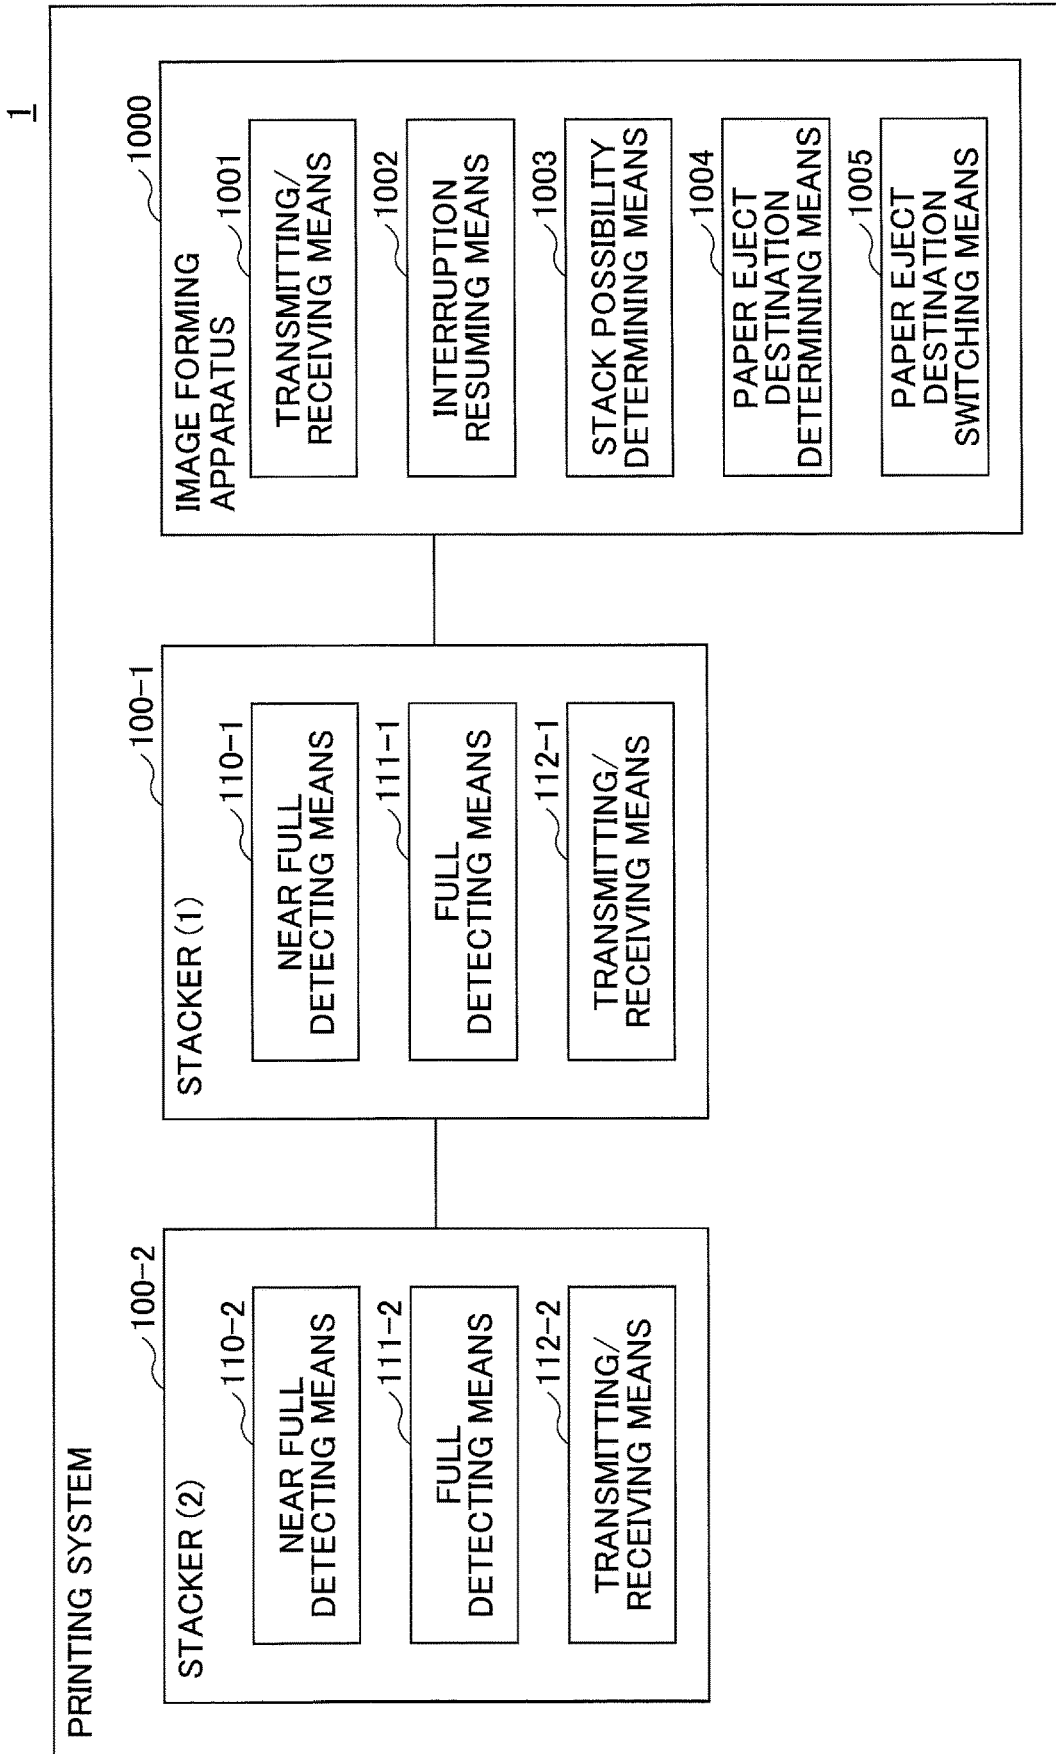 1
PRINTING SYSTEM
100-2
STACKER (2)
110-2
NEAR FULL
DETECTING MEANS
111-2
FULL
DETECTING MEANS
112-2
TRANSMITTING/
RECEIVING MEANS
100-1
STACKER (1)
110-1
NEAR FULL
DETECTING MEANS
111-1
FULL
DETECTING MEANS
112-1
TRANSMITTING/
RECEIVING MEANS
1000
IMAGE FORMING
APPARATUS
1001
TRANSMITTING/
RECEIVING MEANS
1002
INTERRUPTION
RESUMING MEANS
1003
STACK POSSIBILITY
DETERMINING MEANS
1004
PAPER EJECT
DESTINATION
DETERMINING MEANS
1005
PAPER EJECT
DESTINATION
SWITCHING MEANS